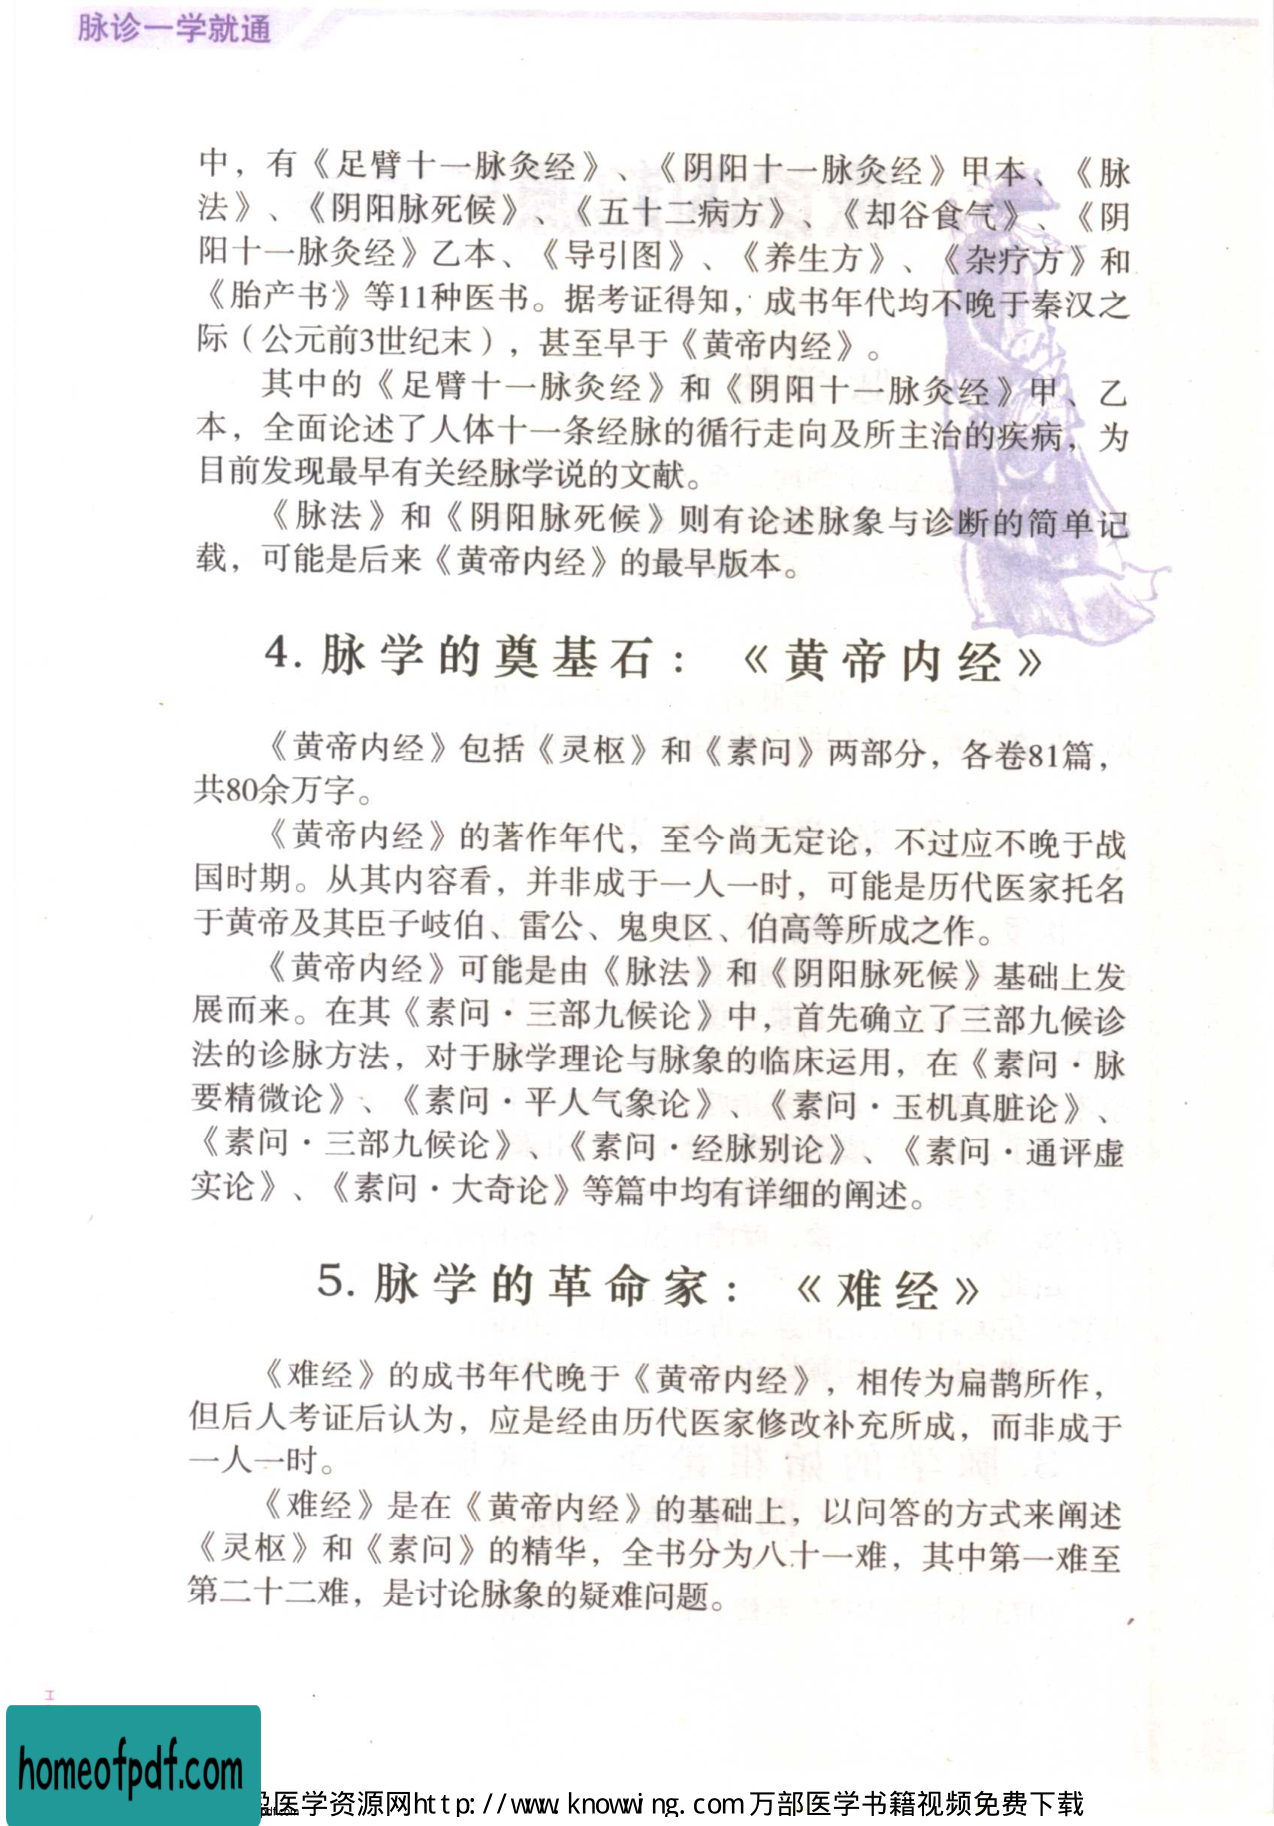 脉诊一学就通
中，有《足臂十一脉灸经》、《阴阳十一脉灸经》甲本、《脉
法》、《阴阳脉死候》、《五十二病方》、《却谷食气》、《阴
阳十一脉灸经》乙本、《导引图》、《养生方》、《杂疗方》和
《胎产书》等11种医书。据考证得知，成书年代均不晚于秦汉之
际（公元前3世纪末），甚至早于《黄帝内经》。
其中的《足臂十一脉灸经》和《阴阳十一脉灸经》甲、乙
本，全面论述了人体十一条经脉的循行走向及所主治的疾病，为
目前发现最早有关经脉学说的文献。
《脉法》和《阴阳脉死候》则有论述脉象与诊断的简单记
载，可能是后来《黄帝内经》的最早版本。
4. 脉学的奠基石：《黄帝内经》
《黄帝内经》包括《灵枢》和《素问》两部分，各卷81篇，
共80余万字。
《黄帝内经》的著作年代，至今尚无定论，不过应不晚于战
国时期。从其内容看，并非成于一人一时，可能是历代医家托名
于黄帝及其臣子岐伯、雷公、鬼臾区、伯高等所成之作。
《黄帝内经》可能是由《脉法》和《阴阳脉死候》基础上发
展而来。在其《素问·三部九候论》中，首先确立了三部九候诊
法的诊脉方法，对于脉学理论与脉象的临床运用，在《素问·脉
要精微论》、《素问·平人气象论》、《素问·玉机真脏论》、
《素问·三部九候论》、《素问·经脉别论》、《素问·通评虚
实论》、《素问·大奇论》等篇中均有详细的阐述。
5. 脉学的革命家：《难经》
《难经》的成书年代晚于《黄帝内经》，相传为扁鹊所作，
但后人考证后认为，应是经由历代医家修改补充所成，而非成于
一人一时。
《难经》是在《黄帝内经》的基础上，以问答的方式来阐述
《灵枢》和《素问》的精华，全书分为八十一难，其中第一难至
第二十二难，是讨论脉象的疑难问题。
homeofpdf.com
医学资源网http://www.knowwing.com万部医学书籍视频免费下载